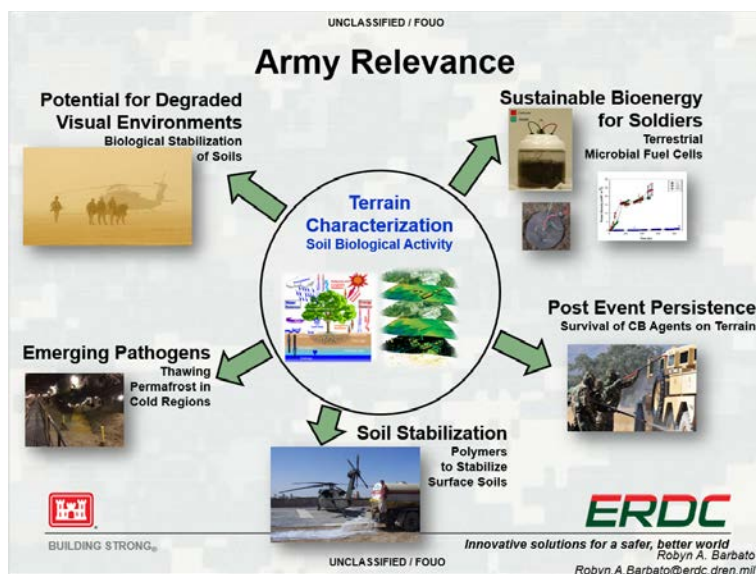 UNCLASSIFIED / FOUO
Army Relevance
Potential for Degraded
Visual Environments
Biological Stabilization
of Soils
Sustainable Bioenergy
for Soldiers
Terrestrial
Microbial Fuel Cells
Terrain
Characterization
Soil Biological Activity
Post Event Persistence
Survival of CB Agents on Terrain
Emerging Pathogens
Thawing
Permafrost in
Cold Regions
Soil Stabilization
Polymers
to Stabilize
Surface Soils
BUILDING STRONG®
ERDC
Innovative solutions for a safer, better world
Robyn A. Barbato
Robyn.A.Barbato@erdc.dren.mil
UNCLASSIFIED / FOUO